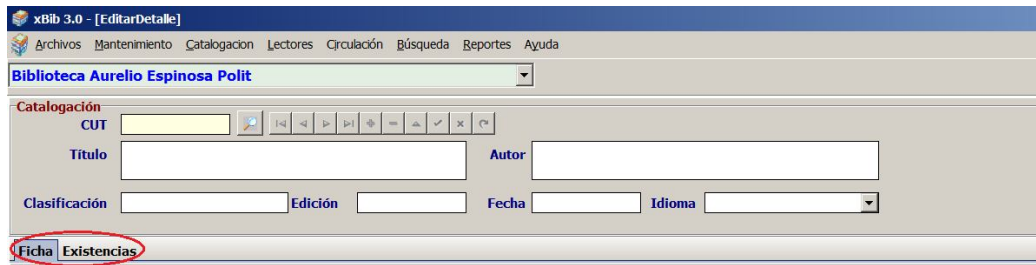 xBib 3.0 - [EditarDetalle]
Archivos Mantenimiento Catalogacion Lectores Circulación Búsqueda Reportes Ayuda
Biblioteca Aurelio Espinosa Polit
Catalogación
CUT
Título Autor
Clasificación Edición Fecha Idioma
Ficha Existencias